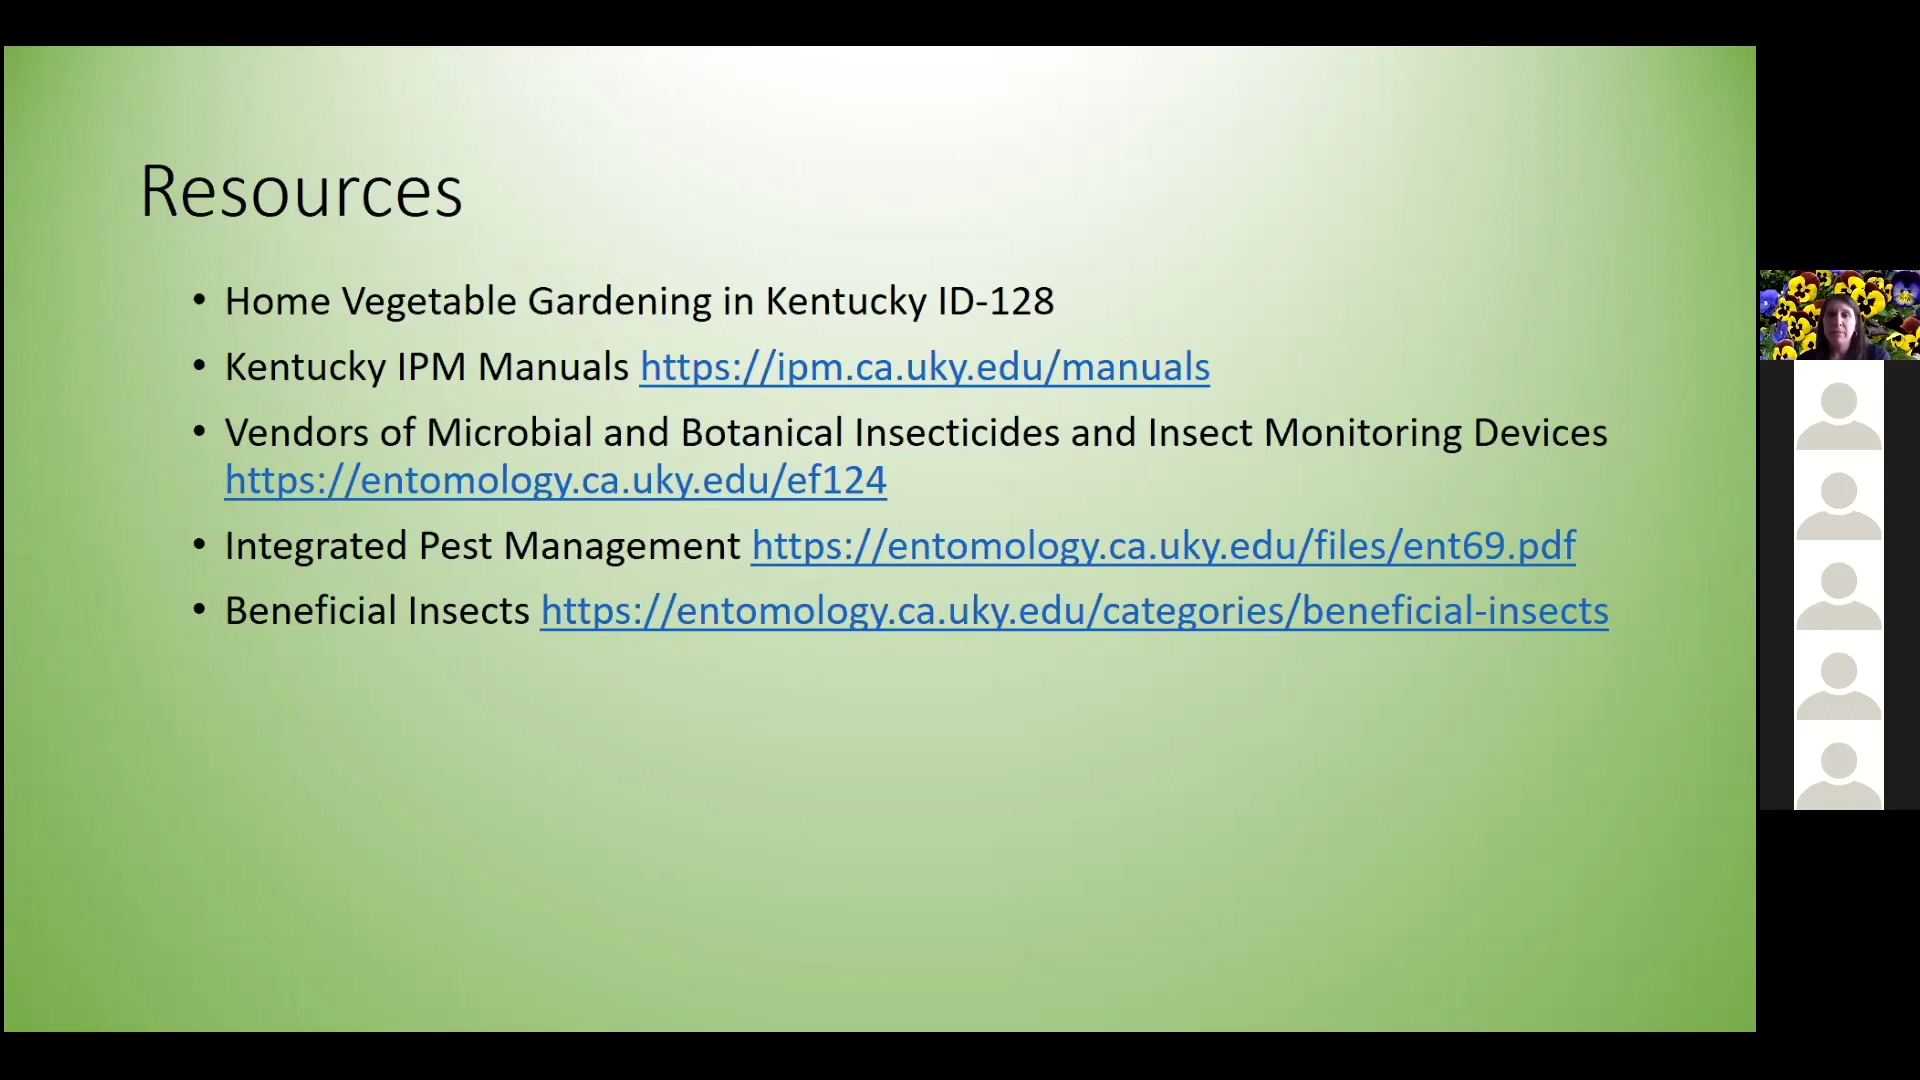 Resources
• Home Vegetable Gardening in Kentucky ID-128
• Kentucky IPM Manuals https://ipm.ca.uky.edu/manuals
• Vendors of Microbial and Botanical Insecticides and Insect Monitoring Devices
https://entomology.ca.uky.edu/ef124
• Integrated Pest Management https://entomology.ca.uky.edu/files/ent69.pdf
• Beneficial Insects https://entomology.ca.uky.edu/categories/beneficial-insects